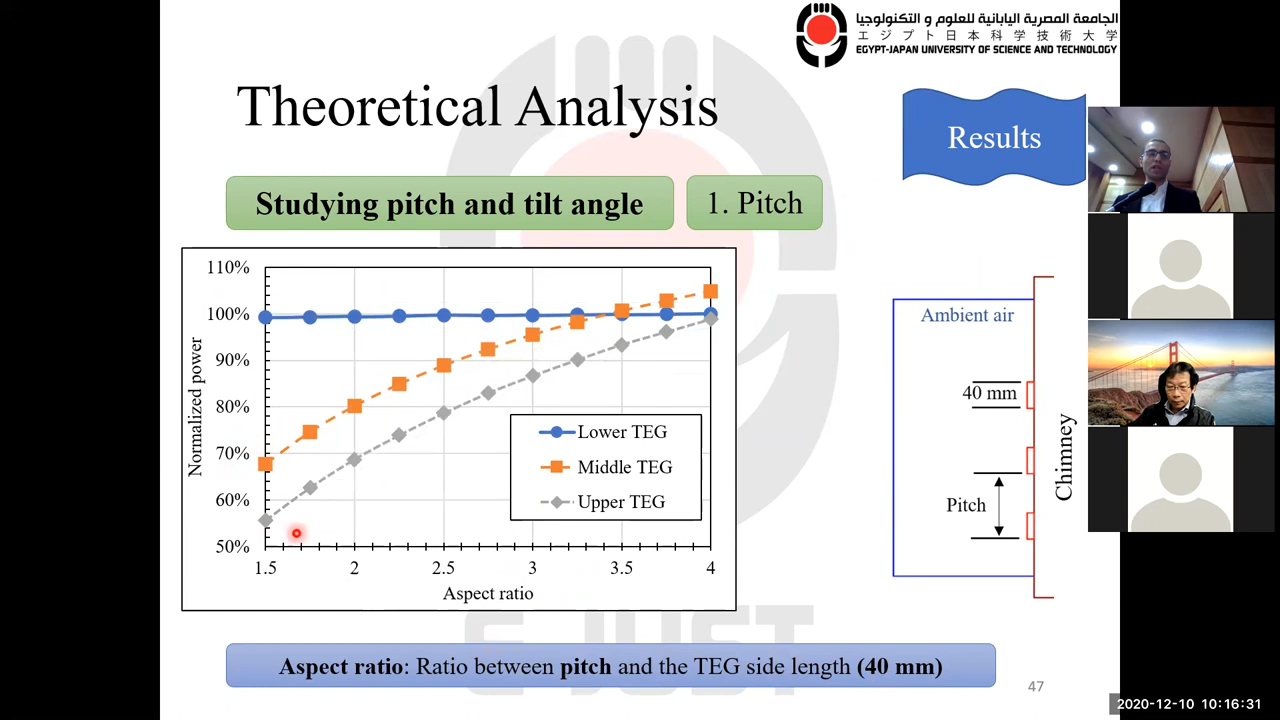 الجامعة المصرية اليابانية للعلوم و التكنولوجيا
エジプト日本科学技術大学
EGYPT-JAPAN UNIVERSITY OF SCIENCE AND TECHNOLOGY
Theoretical Analysis
Results
Studying pitch and tilt angle
1. Pitch
110%
100%
90%
80%
70%
60%
50%
Normalized power
Lower TEG
Middle TEG
Upper TEG
1.5 2 2.5 3 3.5 4
Aspect ratio
Ambient air
40 mm
Pitch
Chimney
E-JUST
Aspect ratio: Ratio between pitch and the TEG side length (40 mm)
47
2020-12-10 10:16:31